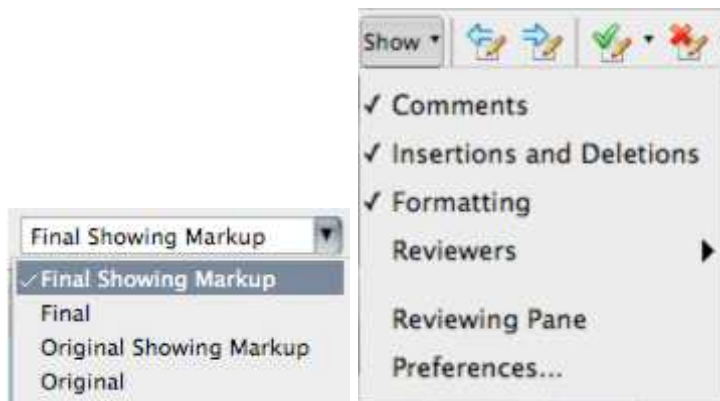 Final Showing Markup
Final Showing Markup
Final
Original Showing Markup
Original
Show
Comments
Insertions and Deletions
Formatting
Reviewers
Reviewing Pane
Preferences...